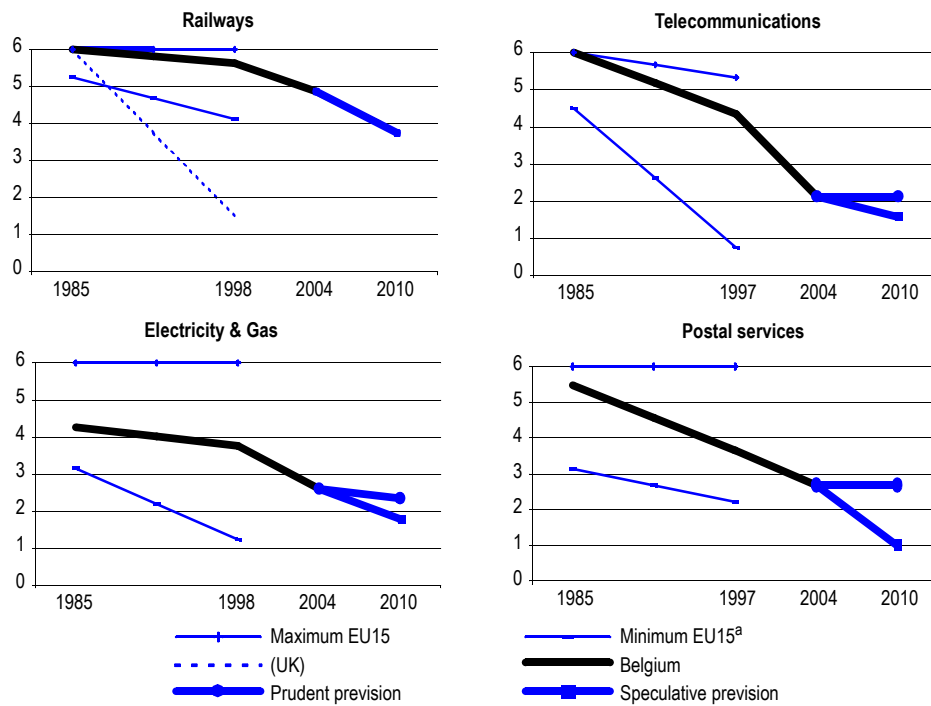 Railways
6
5
4
3
2
1
0
1985 1998 2004 2010
Telecommunications
6
5
4
3
2
1
0
1985 1997 2004 2010
Electricity & Gas
6
5
4
3
2
1
0
1985 1998 2004 2010
Postal services
6
5
4
3
2
1
0
1985 1997 2004 2010
Maximum EU15
Minimum EU15ª
(UK)
Belgium
Prudent prevision
Speculative prevision